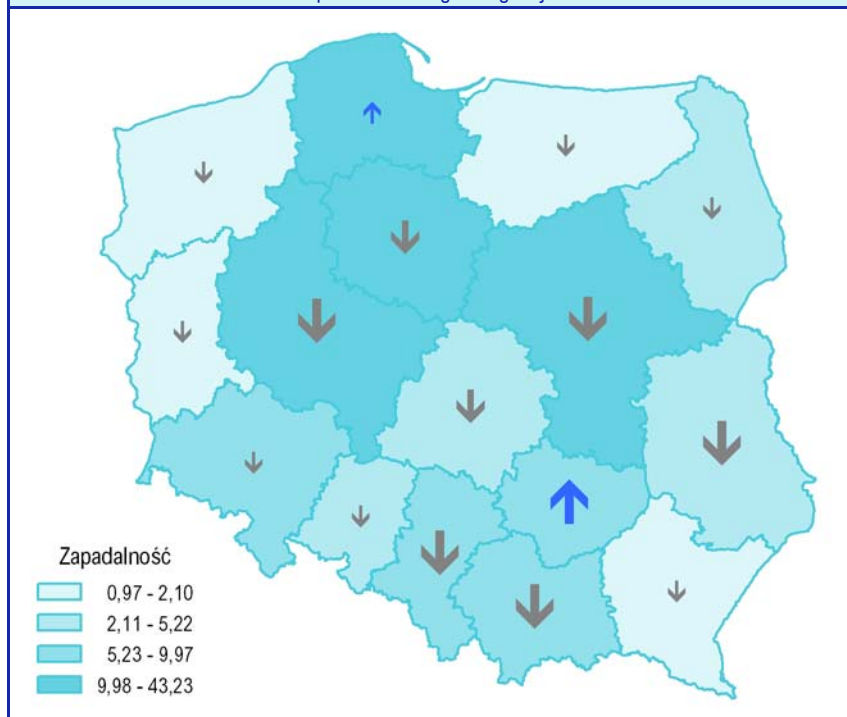 Zapadalność
0,97 - 2,10
2,11 - 5,22
5,23 - 9,97
9,98 - 43,23